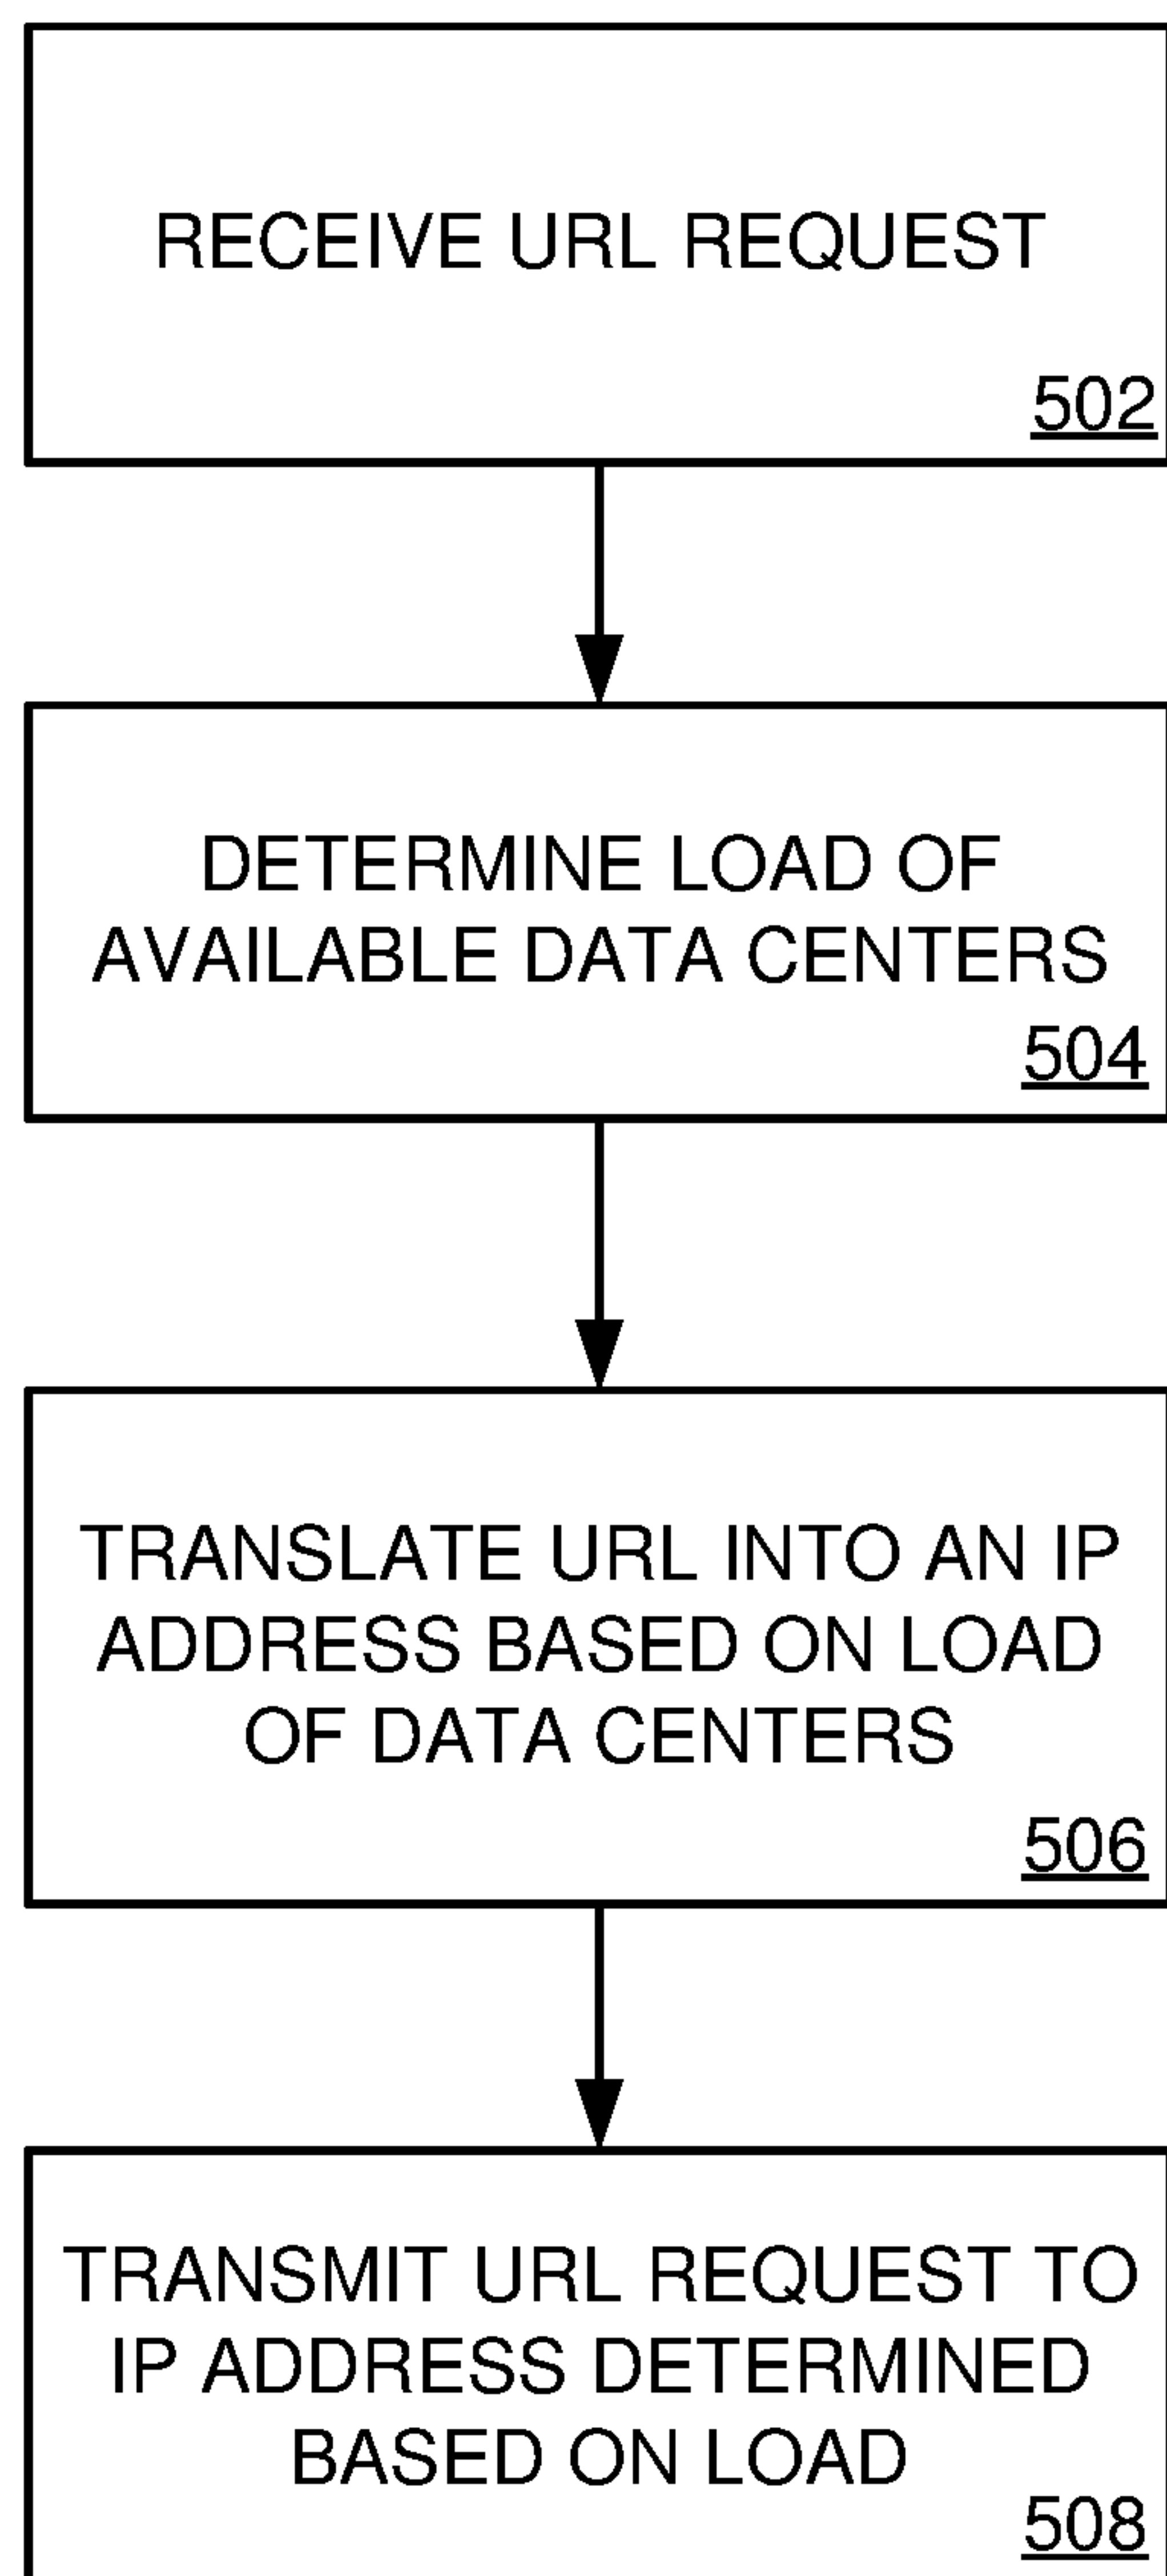 RECEIVE URL REQUEST
502
DETERMINE LOAD OF
AVAILABLE DATA CENTERS
504
TRANSLATE URL INTO AN IP
ADDRESS BASED ON LOAD
OF DATA CENTERS
506
TRANSMIT URL REQUEST TO
IP ADDRESS DETERMINED
BASED ON LOAD
508